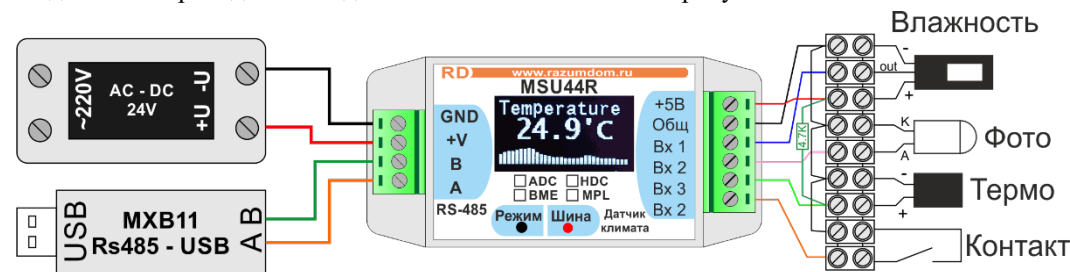 ~220V
AC - DC
24V
-U
+U
USB
MXB11
Rs485 - USB
B
A
GND
+V
B
A
RS-485
RD
www.razumdom.ru
MSU44R
Temperature
24.9'C
ADC HDC
BME MPL
Режим
Шина
Датчик
климата
+5В
Общ
Вх 1
Вх 2
Вх 3
Вх 2
4.7K
Влажность
-
out
+
K
A
Фото
-
+
Термо
Контакт